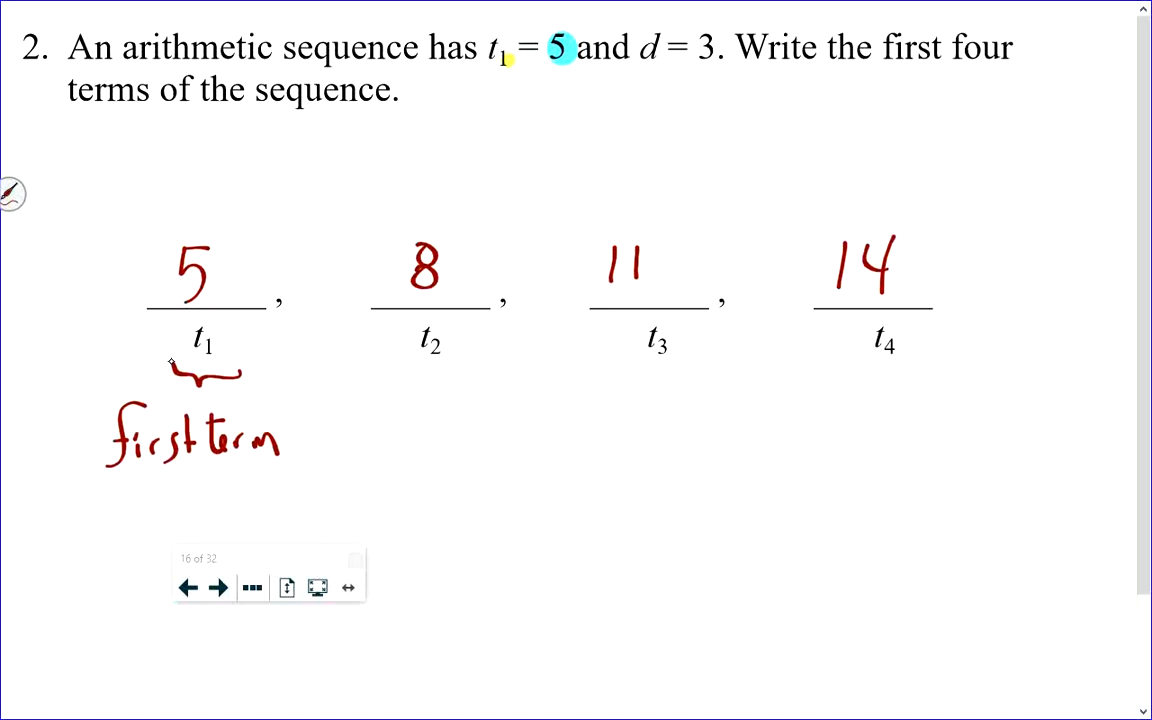 2. An arithmetic sequence has t₁ = 5 and d = 3. Write the first four
terms of the sequence.
5, 8, 11, 14
t₁ t₂ t₃ t₄
first term
16 of 32